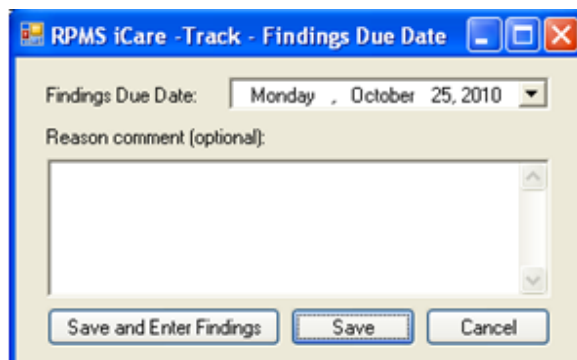 RPMS iCare -Track - Findings Due Date
Findings Due Date: Monday , October 25, 2010
Reason comment (optional):
Save and Enter Findings Save Cancel